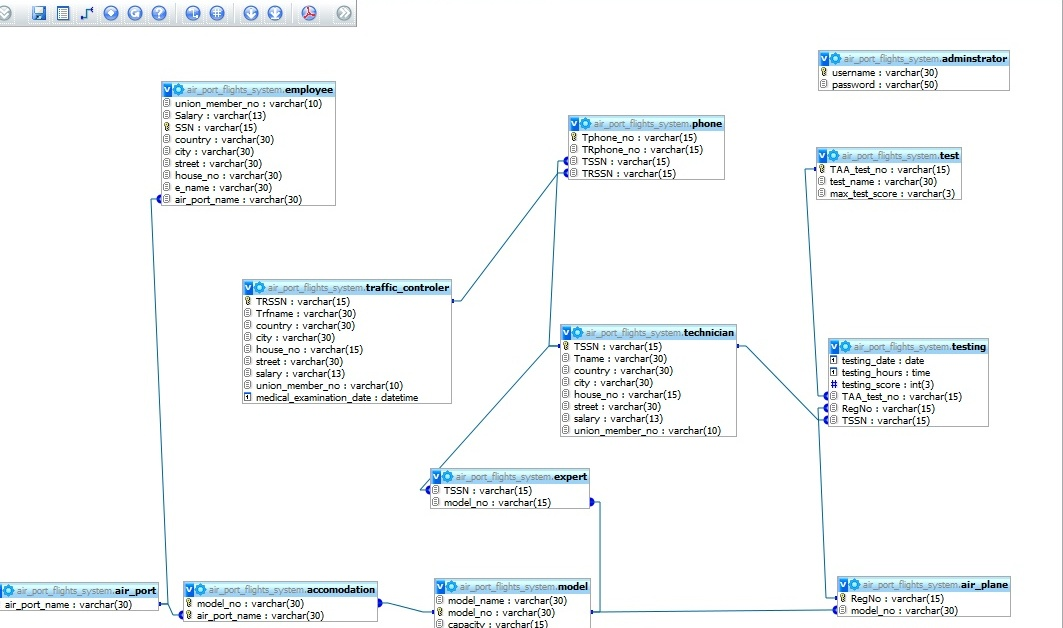 air_port_flights_system.adminstrator
username : varchar(30)
password : varchar(50)
air_port_flights_system.employee
union_member_no : varchar(10)
Salary : varchar(13)
SSN : varchar(15)
country : varchar(30)
city : varchar(30)
street : varchar(30)
house_no : varchar(30)
e_name : varchar(30)
air_port_name : varchar(30)
air_port_flights_system.phone
Tphone_no : varchar(15)
TRphone_no : varchar(15)
TSSN : varchar(15)
TRSSN : varchar(15)
air_port_flights_system.test
TAA_test_no : varchar(15)
test_name : varchar(30)
max_test_score : varchar(3)
air_port_flights_system.traffic_controler
TRSSN : varchar(15)
Trfname : varchar(30)
country : varchar(30)
city : varchar(30)
house_no : varchar(15)
street : varchar(30)
salary : varchar(13)
union_member_no : varchar(10)
medical_examination_date : datetime
air_port_flights_system.technician
TSSN : varchar(15)
Tname : varchar(30)
country : varchar(30)
city : varchar(30)
house_no : varchar(15)
street : varchar(30)
salary : varchar(13)
union_member_no : varchar(10)
air_port_flights_system.testing
testing_date : date
testing_hours : time
testing_score : int(3)
TAA_test_no : varchar(15)
RegNo : varchar(15)
TSSN : varchar(15)
air_port_flights_system.expert
TSSN : varchar(15)
model_no : varchar(15)
air_port_flights_system.air_port
air_port_name : varchar(30)
air_port_flights_system.accomodation
model_no : varchar(30)
air_port_name : varchar(30)
air_port_flights_system.model
model_name : varchar(30)
model_no : varchar(30)
capacity : varchar(15)
air_port_flights_system.air_plane
RegNo : varchar(15)
model_no : varchar(30)